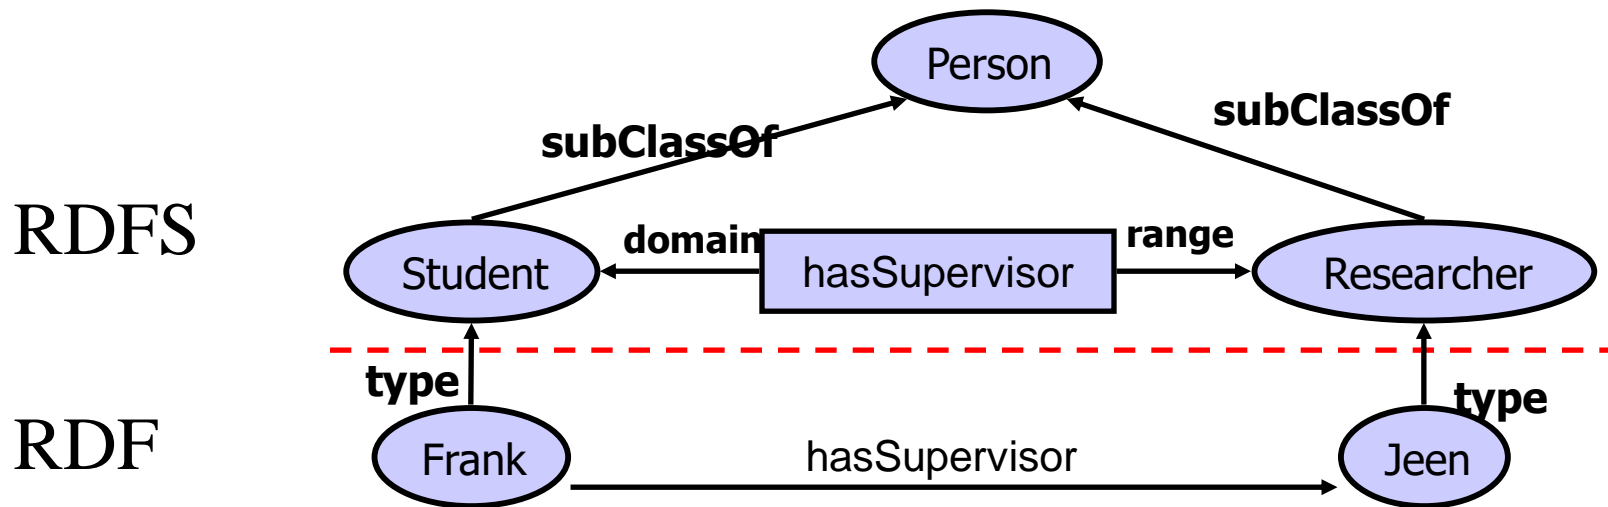 Person
subClassOf
subClassOf
RDFS
domain
range
Student
hasSupervisor
Researcher
type
type
RDF
Frank
hasSupervisor
Jeen